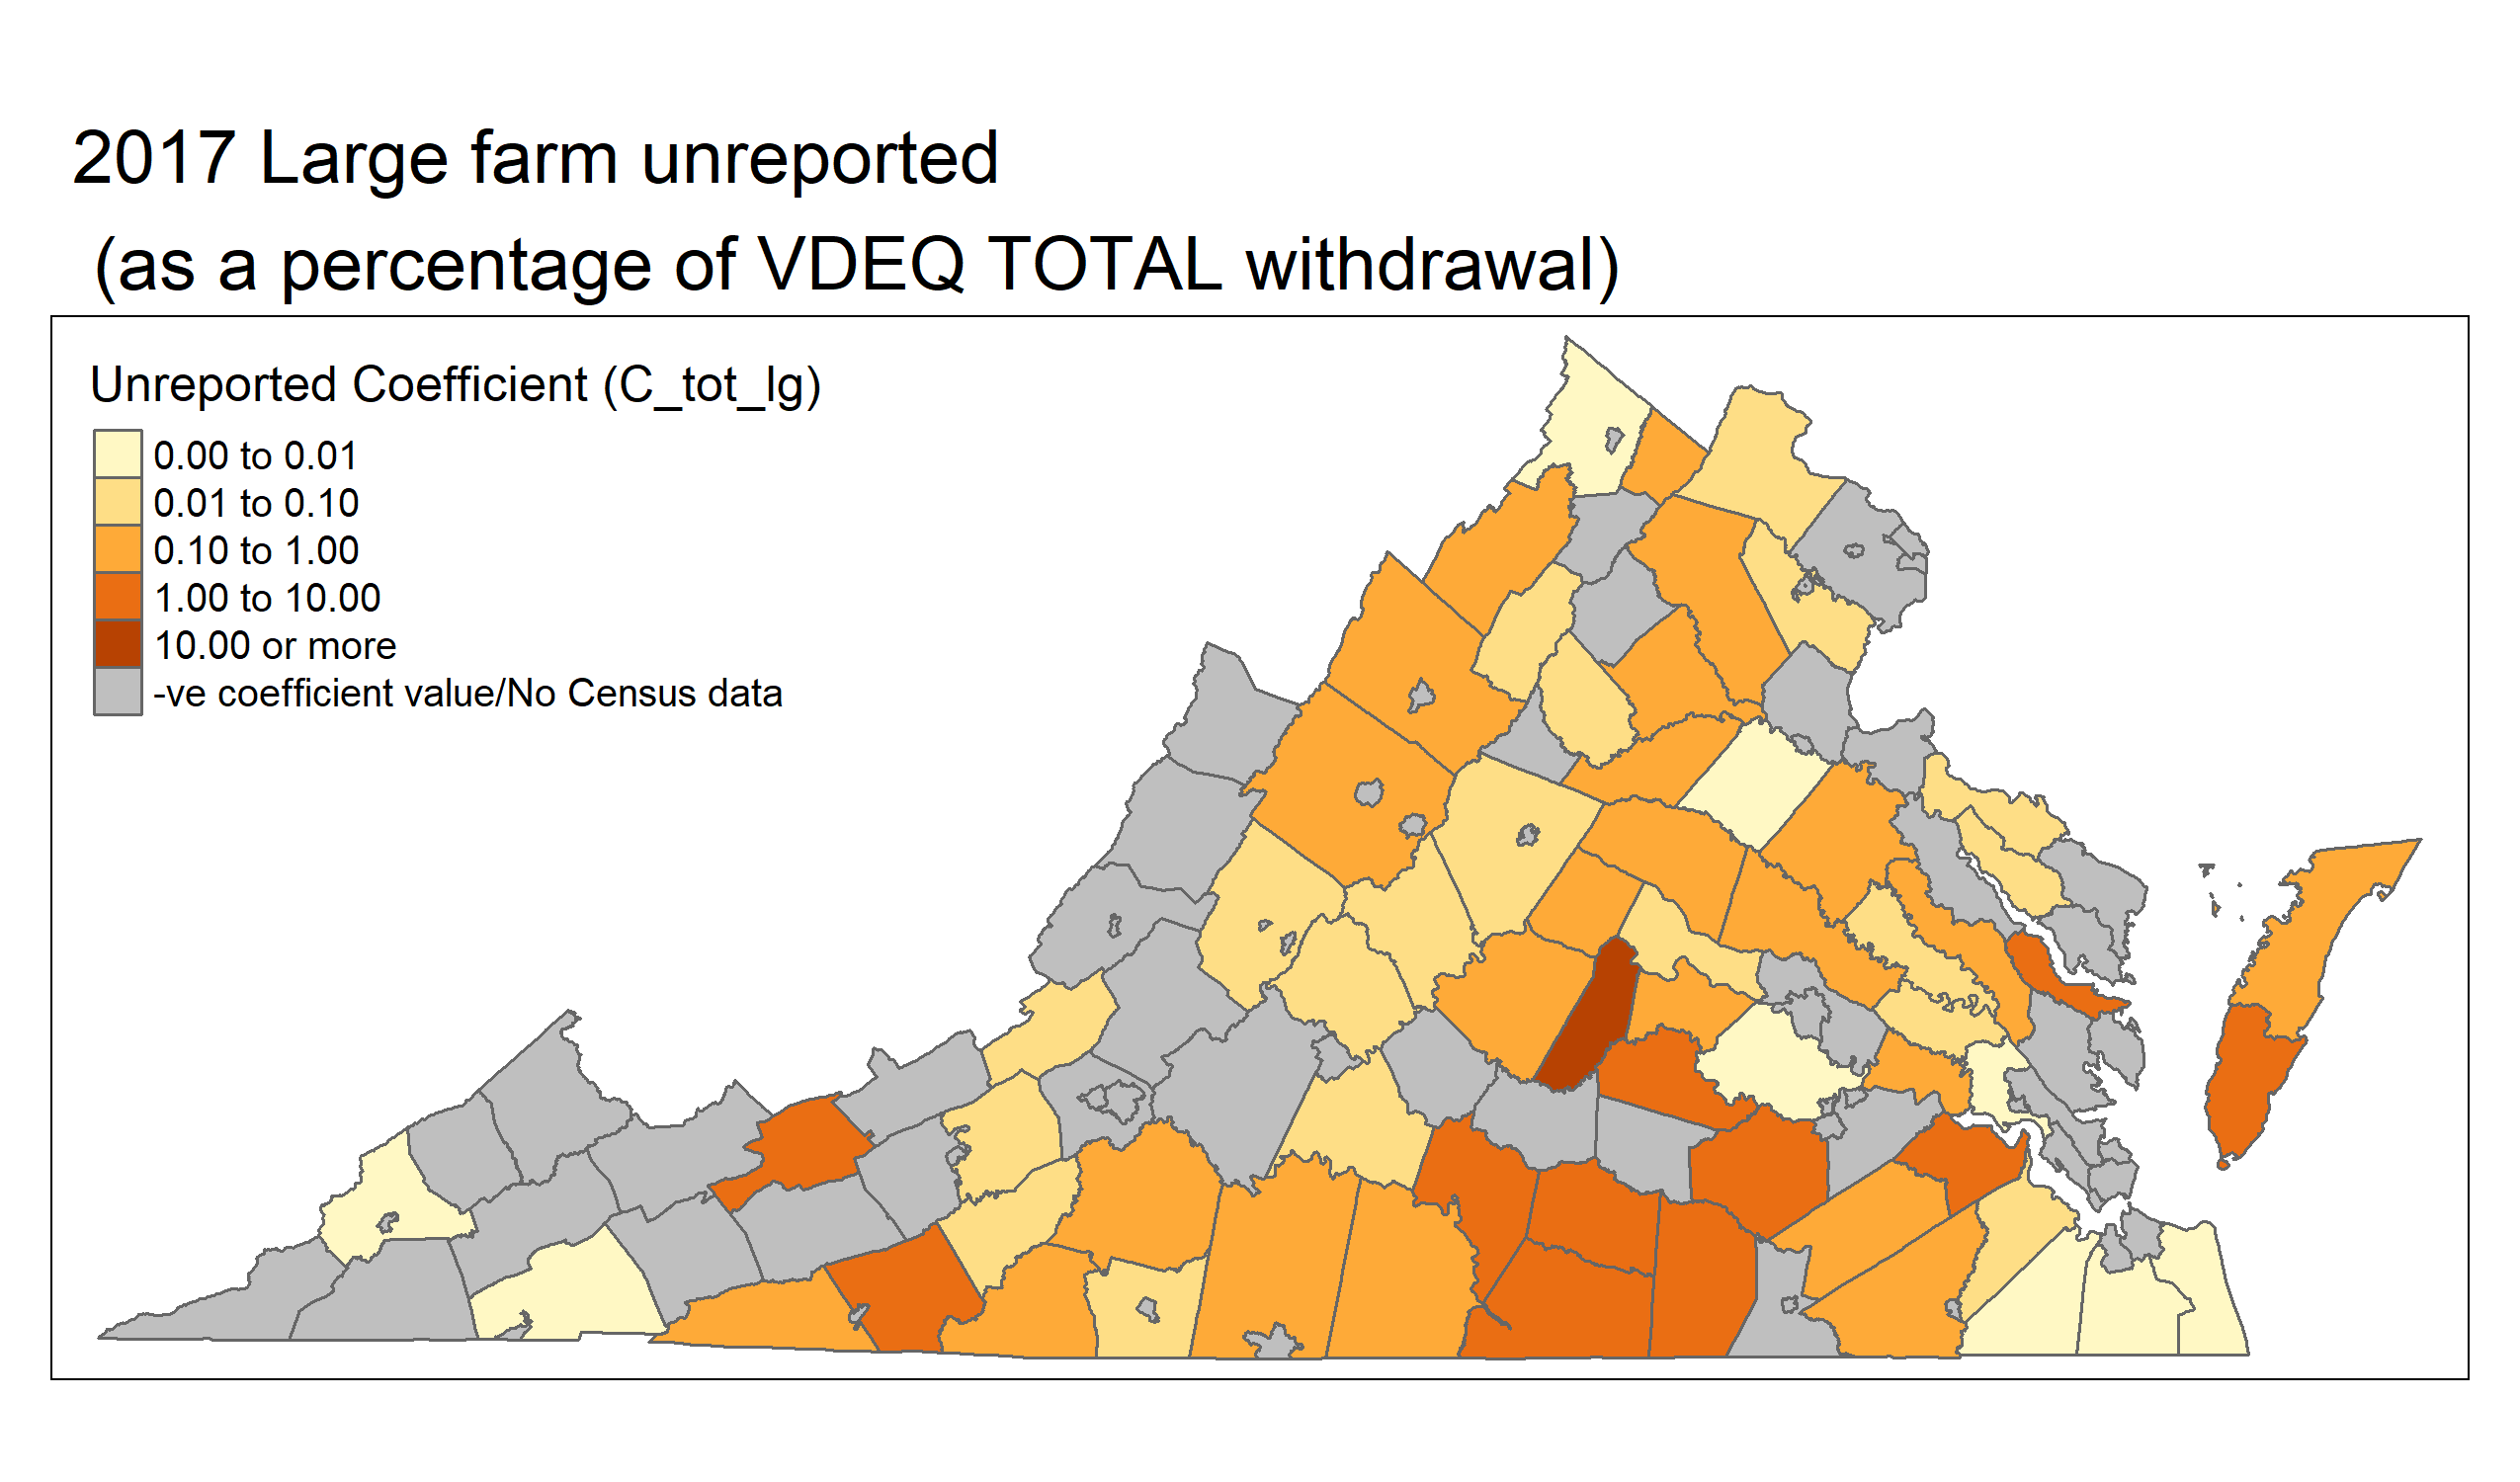 2017 Large farm unreported
(as a percentage of VDEQ TOTAL withdrawal)
Unreported Coefficient (C_tot_lg)
0.00 to 0.01
0.01 to 0.10
0.10 to 1.00
1.00 to 10.00
10.00 or more
-ve coefficient value/No Census data